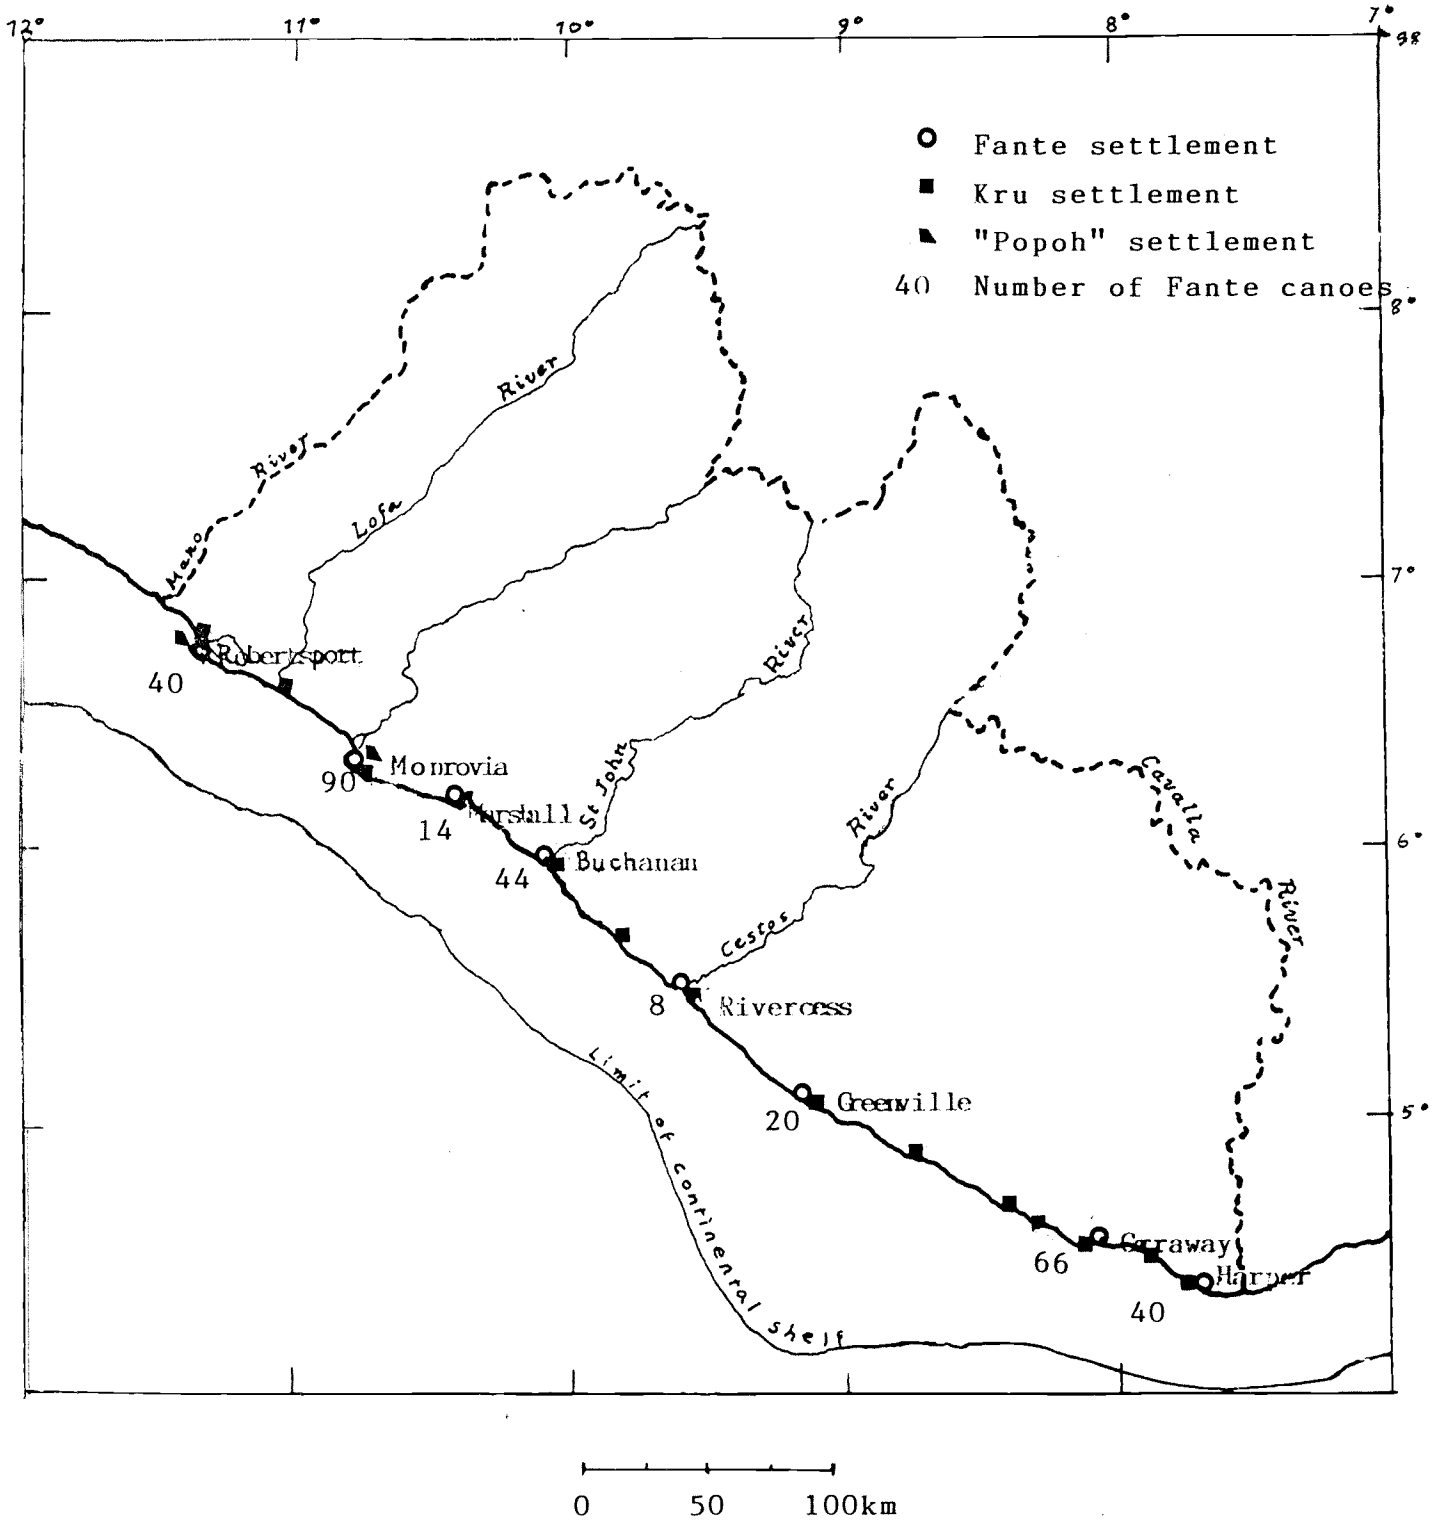 12° 11° 10° 9° 8° 7°
Fante settlement
Kru settlement
"Popoh" settlement
40 Number of Fante canoes
8°
River
River
Lofa
Mano
7°
River
Robertsport
40
St John
Monrovia
90
Cavalla
Marshall
14
River
6°
Buchanan
44
River
Cestos
8
Rivercess
Limit of continental shelf
Greenville
20
5°
Garraway
66
Harper
40
0 50 100km